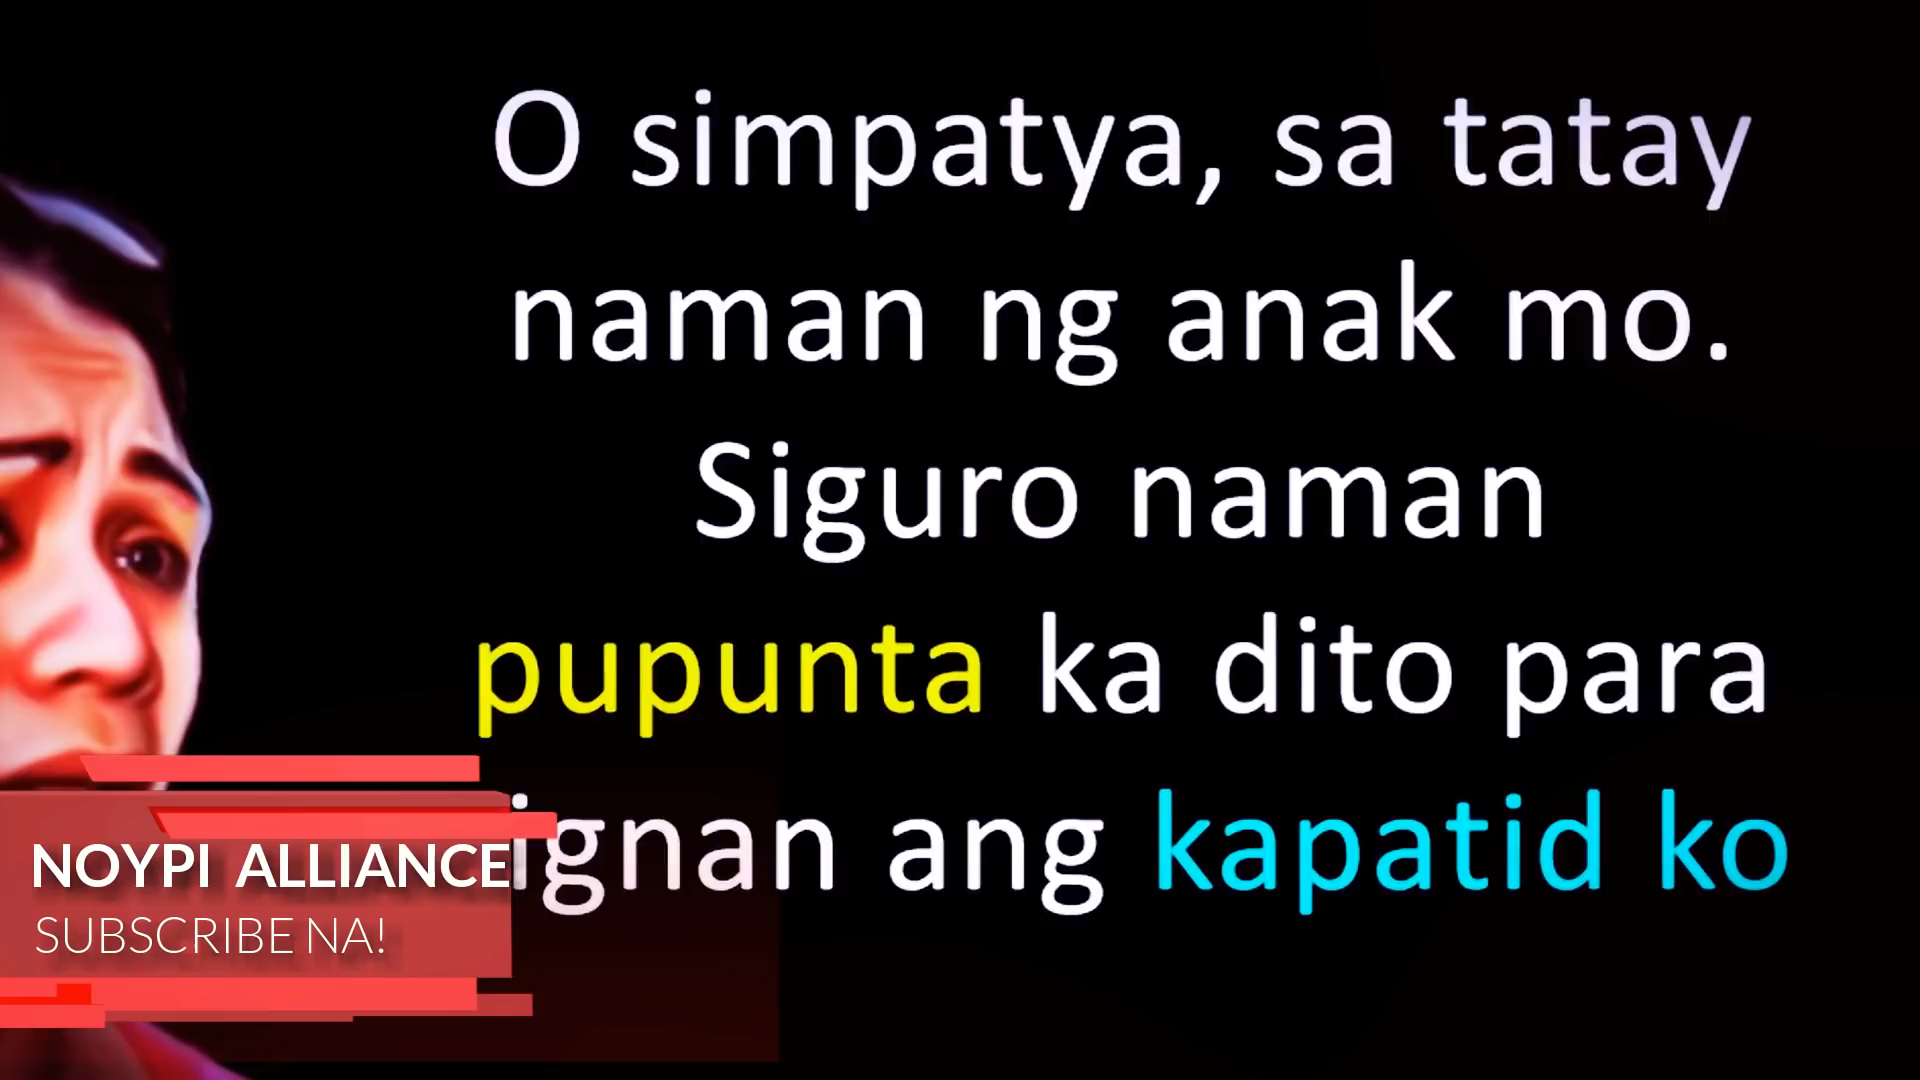 O simpatya, sa tatay
naman ng anak mo.
Siguro naman
pupunta ka dito para
ang kapatid ko
NOYPI ALLIANCE
SUBSCRIBE NA!